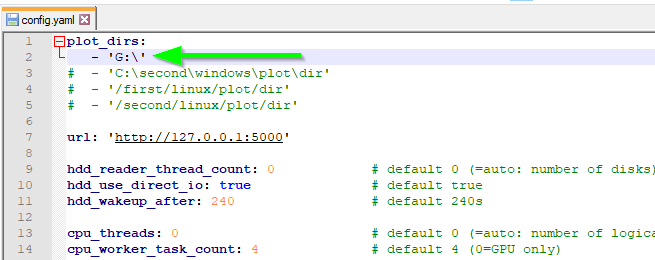 config.yaml
1 plot_dirs:
2 - 'G:\'
3 # - 'C:\second\windows\plot\dir'
4 # - '/first/linux/plot/dir'
5 # - '/second/linux/plot/dir'
6
7 url: 'http://127.0.0.1:5000'
8
9 hdd_reader_thread_count: 0 # default 0 (=auto: number of disks)
10 hdd_use_direct_io: true # default true
11 hdd_wakeup_after: 240 # default 240s
12
13 cpu_threads: 0 # default 0 (=auto: number of logica
14 cpu_worker_task_count: 4 # default 4 (0=GPU only)